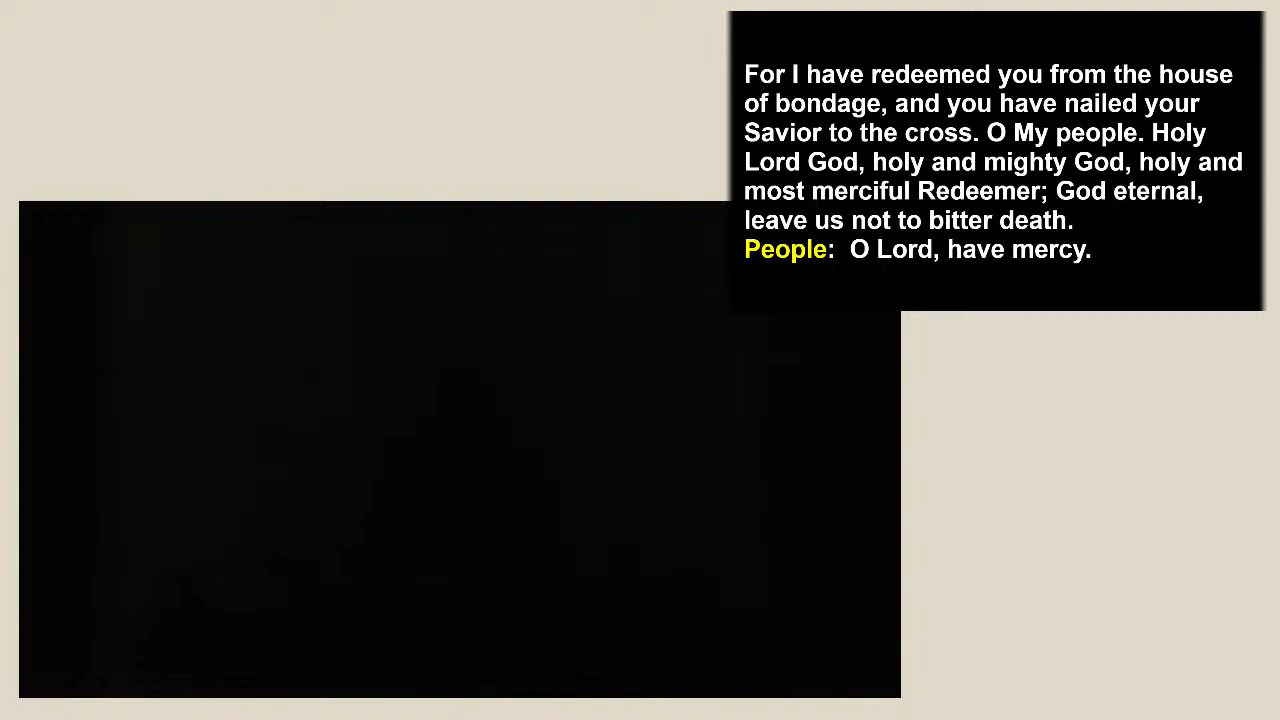 For I have redeemed you from the house
of bondage, and you have nailed your
Savior to the cross. O My people. Holy
Lord God, holy and mighty God, holy and
most merciful Redeemer; God eternal,
leave us not to bitter death.
People:  O Lord, have mercy.